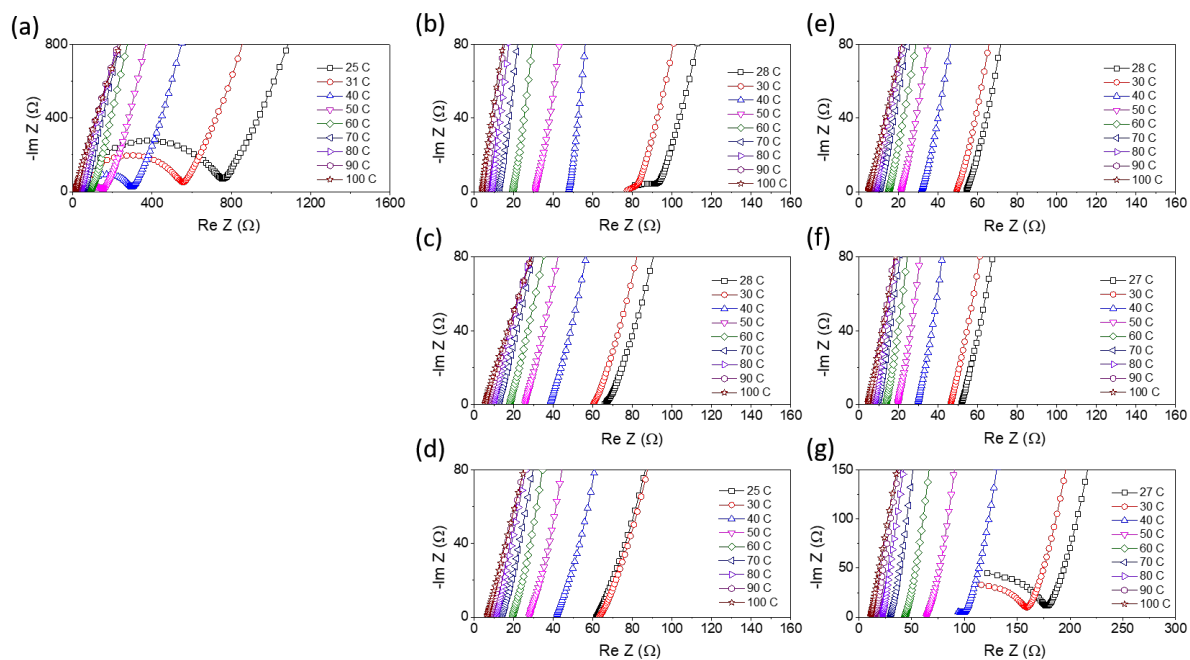 (a)
800
400
0
-Im Z (Ω)
0 400 800 1200 1600
Re Z (Ω)
25 C
31 C
40 C
50 C
60 C
70 C
80 C
90 C
100 C
(b)
80
40
0
-Im Z (Ω)
0 20 40 60 80 100 120 140 160
Re Z (Ω)
28 C
30 C
40 C
50 C
60 C
70 C
80 C
90 C
100 C
(e)
80
40
0
-Im Z (Ω)
0 20 40 60 80 100 120 140 160
Re Z (Ω)
28 C
30 C
40 C
50 C
60 C
70 C
80 C
90 C
100 C
(c)
80
40
0
-Im Z (Ω)
0 20 40 60 80 100 120 140 160
Re Z (Ω)
28 C
30 C
40 C
50 C
60 C
70 C
80 C
90 C
100 C
(f)
80
40
0
-Im Z (Ω)
0 20 40 60 80 100 120 140 160
Re Z (Ω)
27 C
30 C
40 C
50 C
60 C
70 C
80 C
90 C
100 C
(d)
80
40
0
-Im Z (Ω)
0 20 40 60 80 100 120 140 160
Re Z (Ω)
25 C
30 C
40 C
50 C
60 C
70 C
80 C
90 C
100 C
(g)
150
100
50
0
-Im Z (Ω)
0 50 100 150 200 250 300
Re Z (Ω)
27 C
30 C
40 C
50 C
60 C
70 C
80 C
90 C
100 C